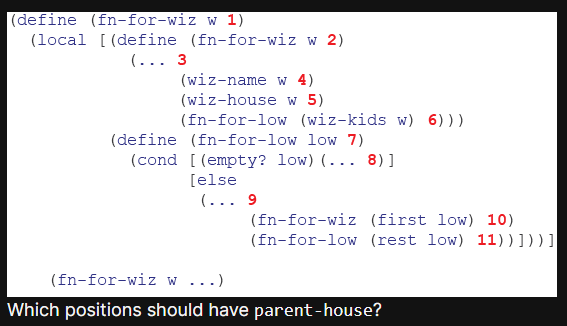 (define (fn-for-wiz w 1)
(local [(define (fn-for-wiz w 2)
(... 3
(wiz-name w 4)
(wiz-house w 5)
(fn-for-low (wiz-kids w) 6)))
(define (fn-for-low low 7)
(cond [(empty? low)(... 8)]
[else
(... 9
(fn-for-wiz (first low) 10)
(fn-for-low (rest low) 11))]))]
(fn-for-wiz w ...)
Which positions should have parent-house?